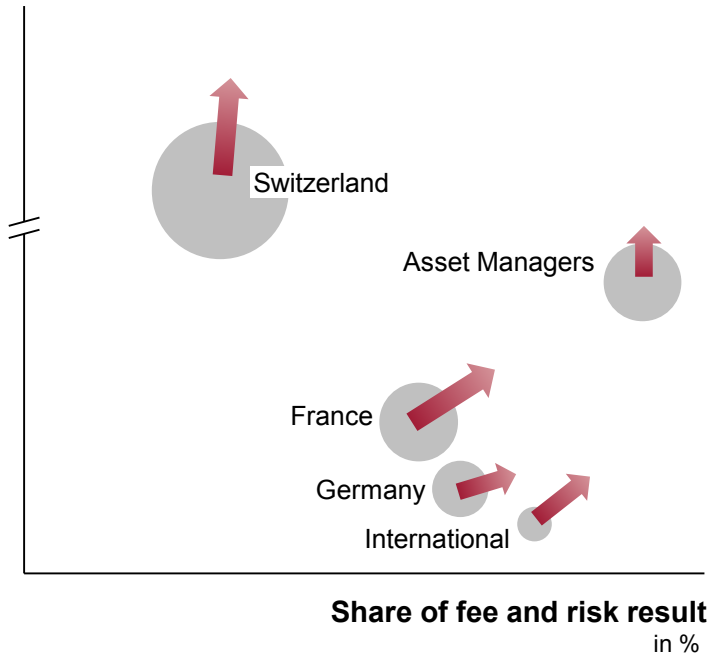 Switzerland
Asset Managers
France
Germany
International
Share of fee and risk result
in %